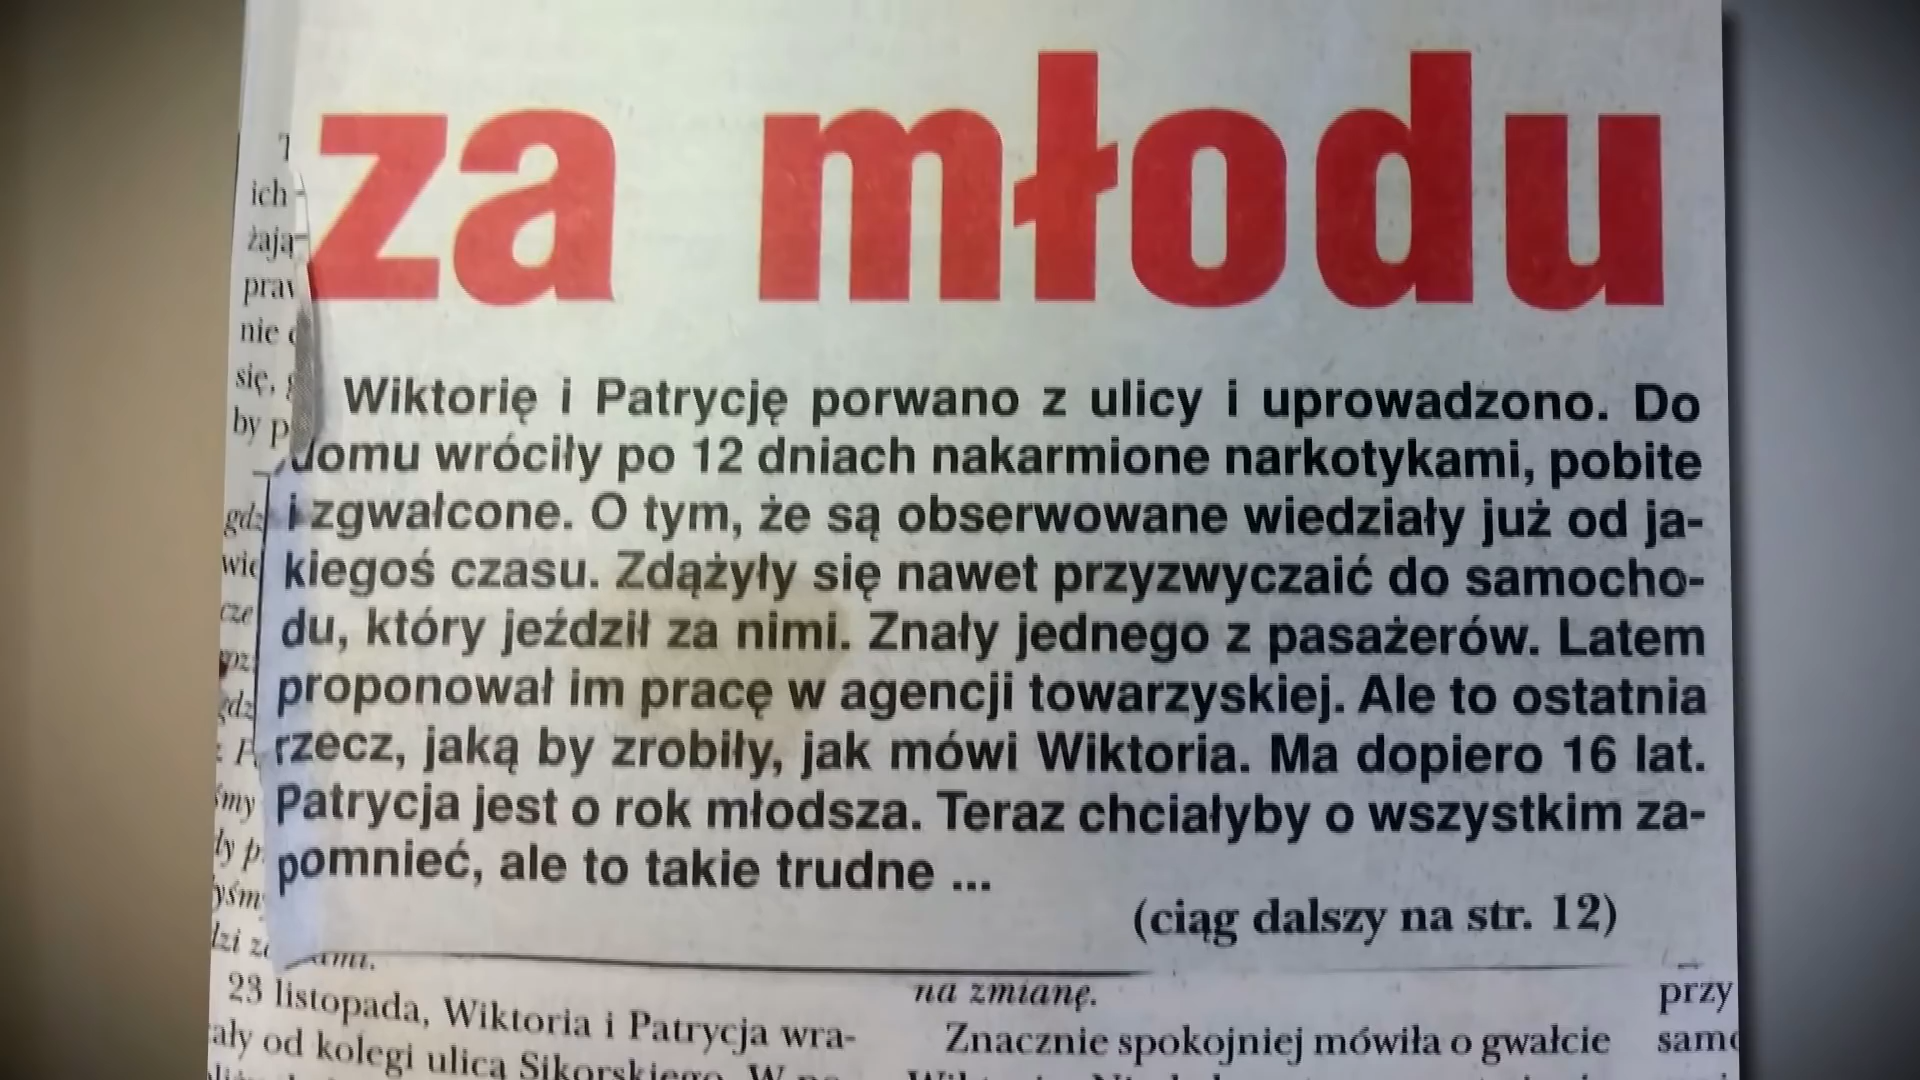 za młodu
Wiktorię i Patrycję porwano z ulicy i uprowadzono. Do
domu wróciły po 12 dniach nakarmione narkotykami, pobite
i zgwałcone. O tym, że są obserwowane wiedziały już od ja-
kiegoś czasu. Zdążyły się nawet przyzwyczaić do samocho-
du, który jeździł za nimi. Znały jednego z pasażerów. Latem
proponował im pracę w agencji towarzyskiej. Ale to ostatnia
rzecz, jaką by zrobiły, jak mówi Wiktoria. Ma dopiero 16 lat.
Patrycja jest o rok młodsza. Teraz chciałyby o wszystkim za-
pomnieć, ale to takie trudne ...
(ciąg dalszy na str. 12)
ich
nie
się,
by
23 listopada, Wiktoria i Patrycja wra-
ały od kolegi ulicą Sikorskiego. W
na zmianę.
Znacznie spokojniej mówiła o gwałcie
przy